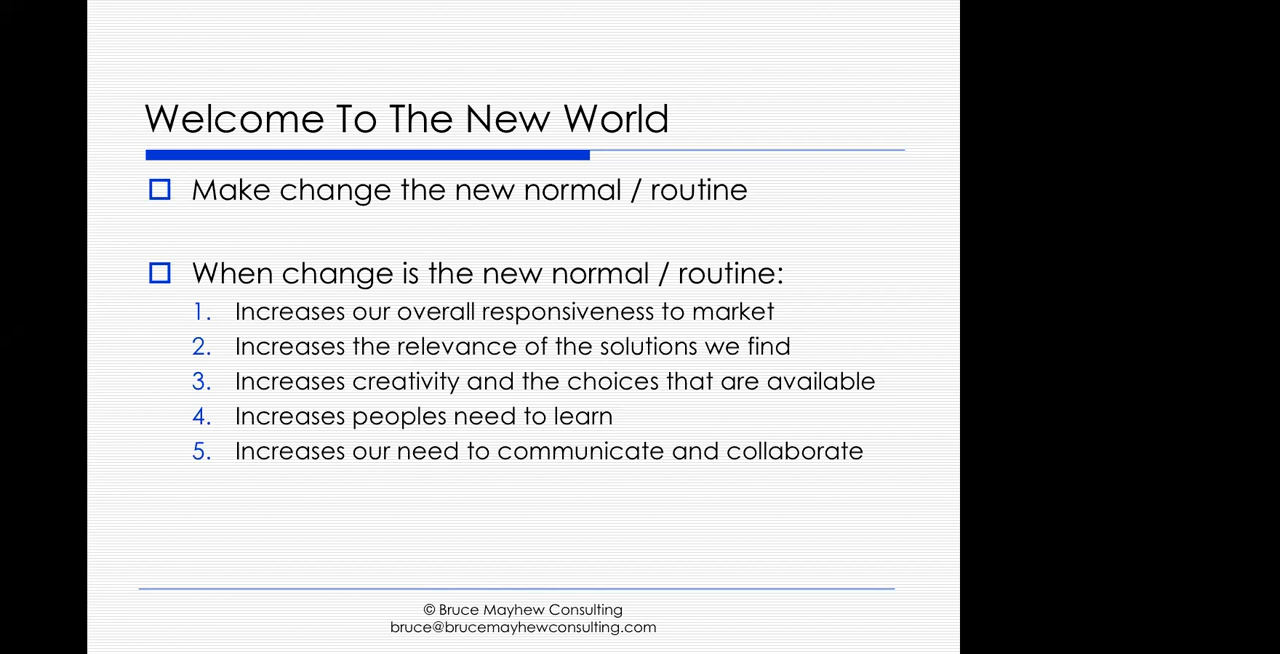 Welcome To The New World
Make change the new normal / routine
When change is the new normal / routine:
1. Increases our overall responsiveness to market
2. Increases the relevance of the solutions we find
3. Increases creativity and the choices that are available
4. Increases peoples need to learn
5. Increases our need to communicate and collaborate
© Bruce Mayhew Consulting
bruce@brucemayhewconsulting.com